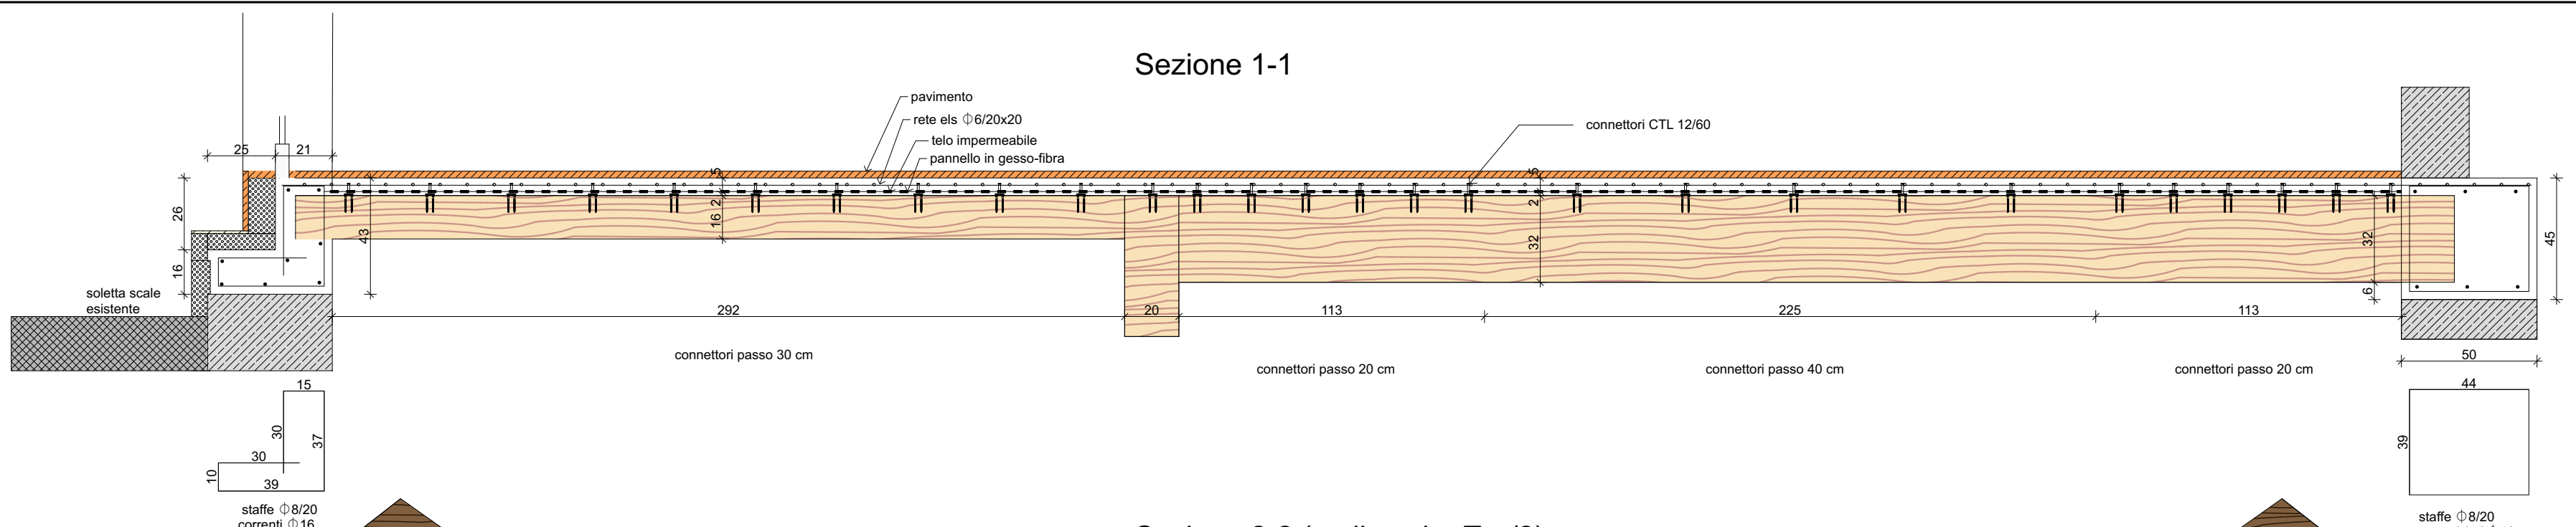 Sezione 1-1
pavimento
rete els Φ6/20x20
telo impermeabile
pannello in gesso-fibra
connettori CTL 12/60
25
21
5
5
26
2
16
2
43
32
32
45
16
6
soletta scale
esistente
292
20
113
225
113
connettori passo 30 cm
connettori passo 20 cm
connettori passo 40 cm
connettori passo 20 cm
50
15
30
37
30
10
39
staffe Φ8/20
correnti Φ16
44
39
staffe Φ8/20